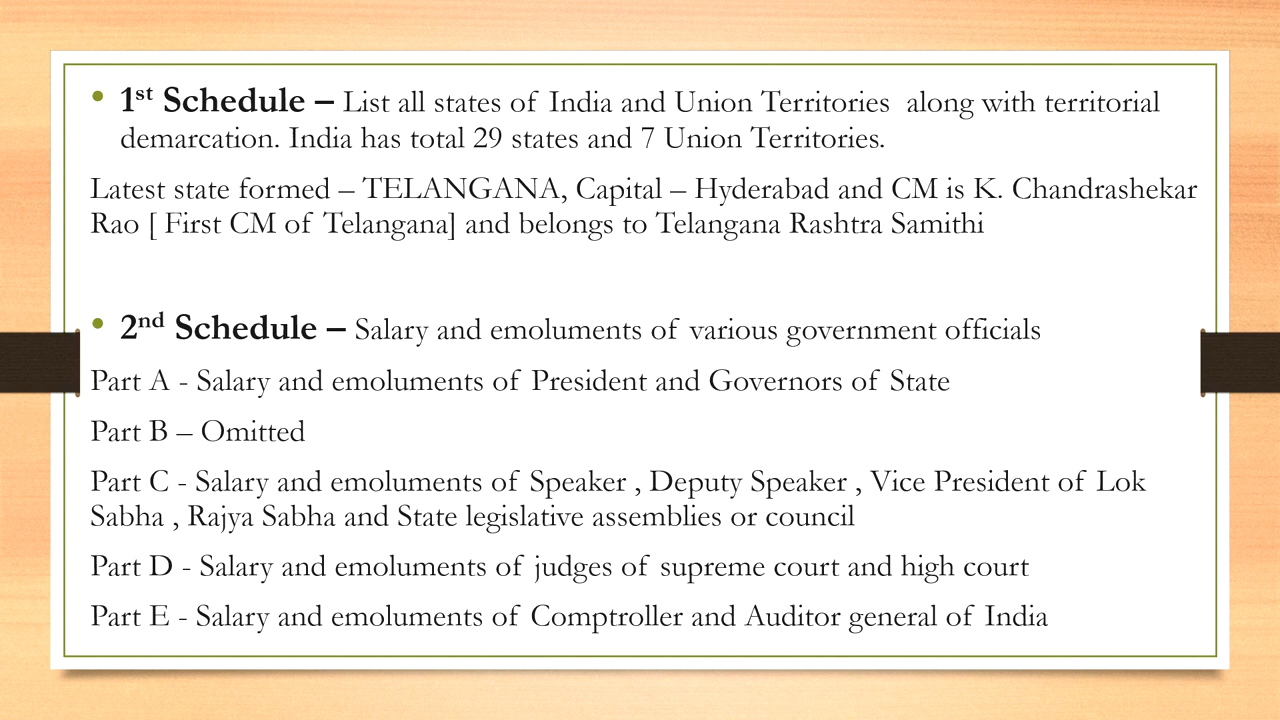 • 1st Schedule – List all states of India and Union Territories along with territorial
demarcation. India has total 29 states and 7 Union Territories.
Latest state formed – TELANGANA, Capital – Hyderabad and CM is K. Chandrashekar
Rao [ First CM of Telangana] and belongs to Telangana Rashtra Samithi
• 2nd Schedule – Salary and emoluments of various government officials
Part A - Salary and emoluments of President and Governors of State
Part B – Omitted
Part C - Salary and emoluments of Speaker , Deputy Speaker , Vice President of Lok
Sabha , Rajya Sabha and State legislative assemblies or council
Part D - Salary and emoluments of judges of supreme court and high court
Part E - Salary and emoluments of Comptroller and Auditor general of India